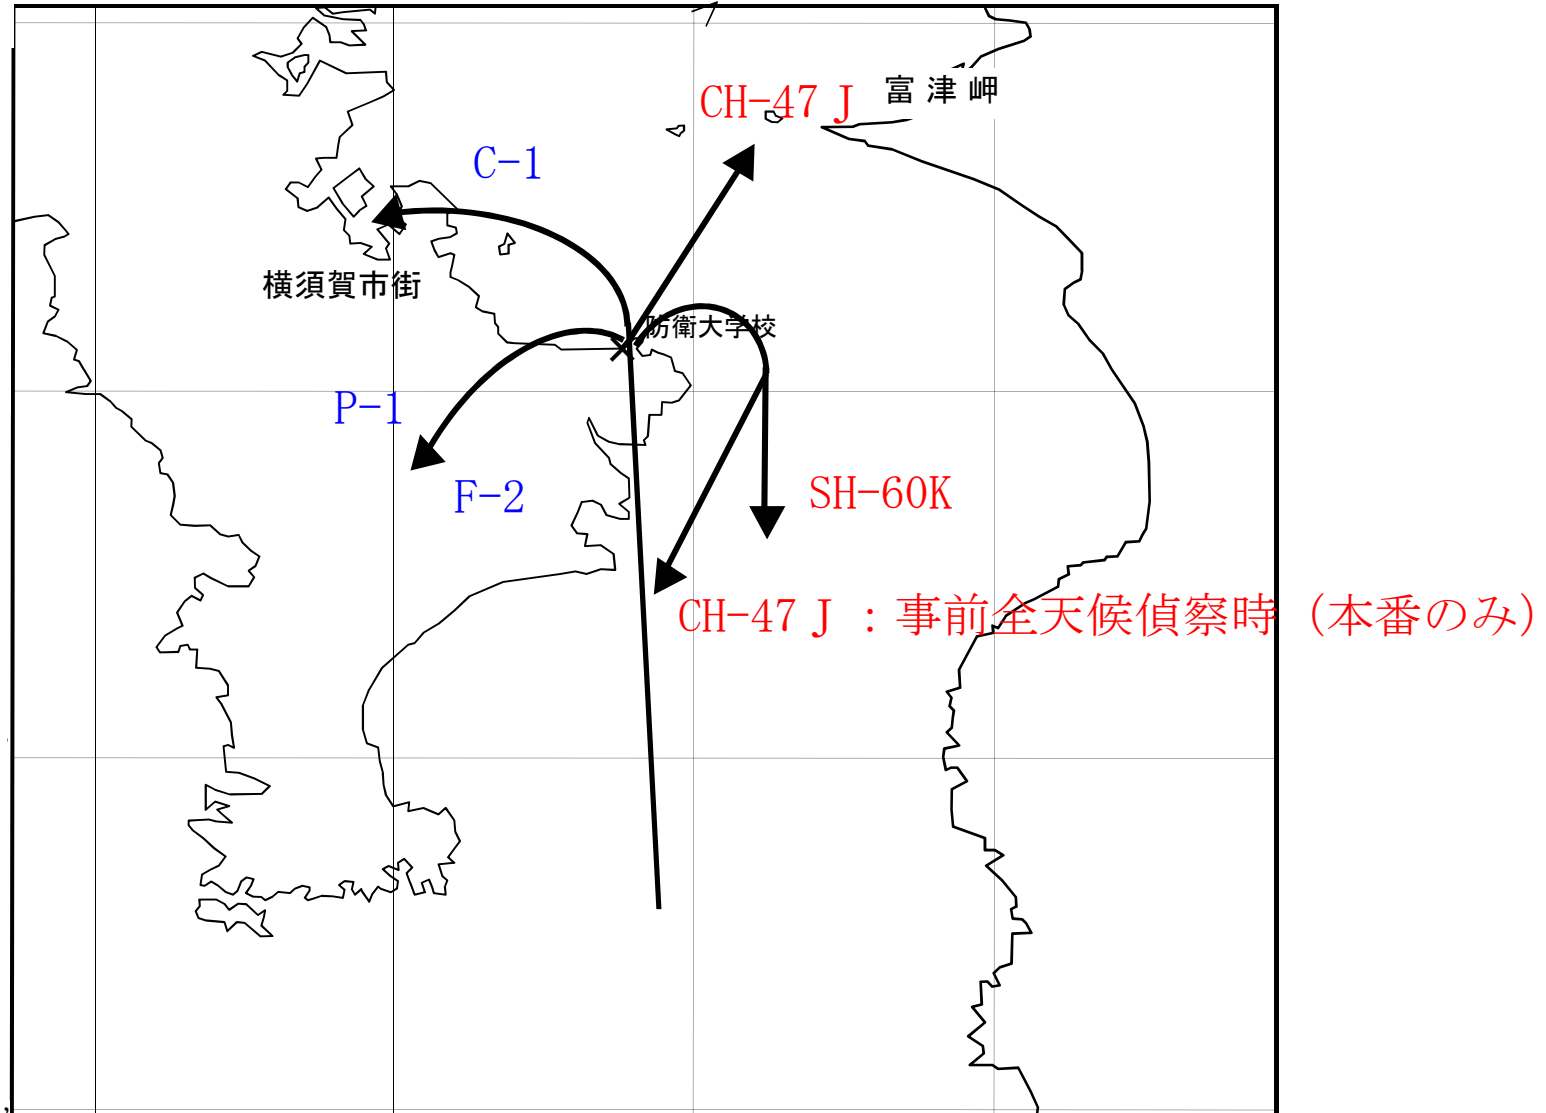 富津岬
CH-47J
C-1
横須賀市街
防衛大学校
P-1
F-2
SH-60K
CH-47J：事前全天候偵察時（本番のみ）